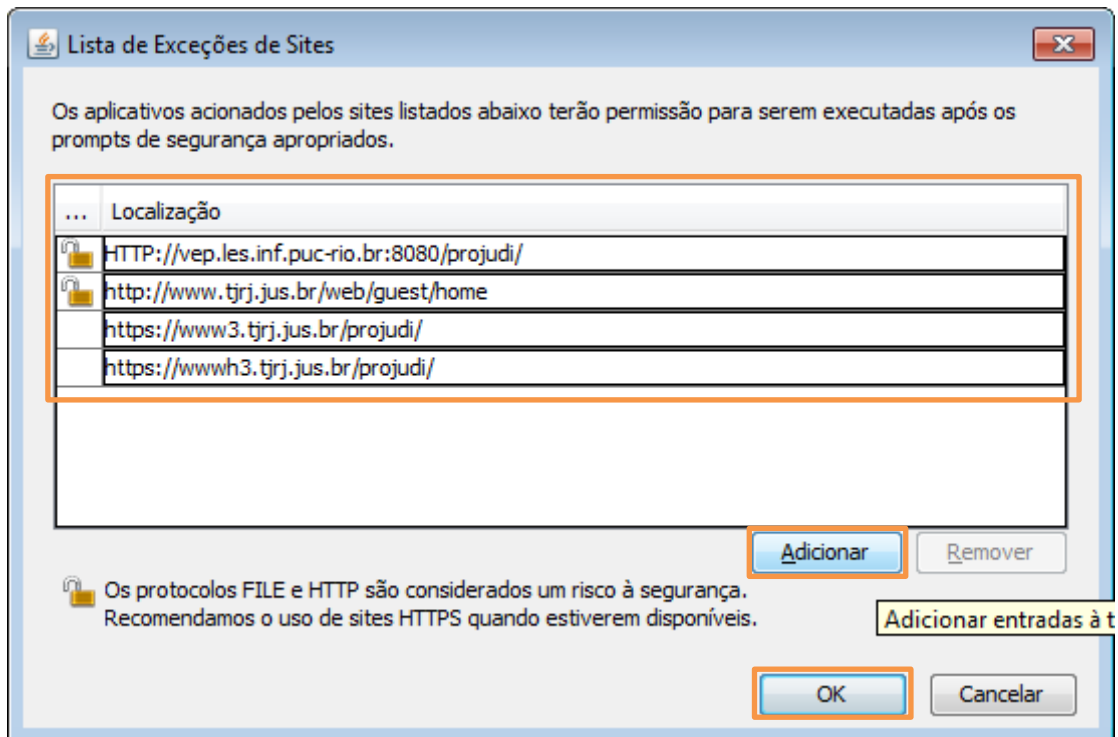 Lista de Exceções de Sites
Os aplicativos acionados pelos sites listados abaixo terão permissão para serem executadas após os
prompts de segurança apropriados.
... Localização
HTTP://vep.les.inf.puc-rio.br:8080/projudi/
http://www.tjrj.jus.br/web/guest/home
https://www3.tjrj.jus.br/projudi/
https://wwwh3.tjrj.jus.br/projudi/
Adicionar Remover
Os protocolos FILE e HTTP são considerados um risco à segurança.
Recomendamos o uso de sites HTTPS quando estiverem disponíveis.
Adicionar entradas à t
OK Cancelar